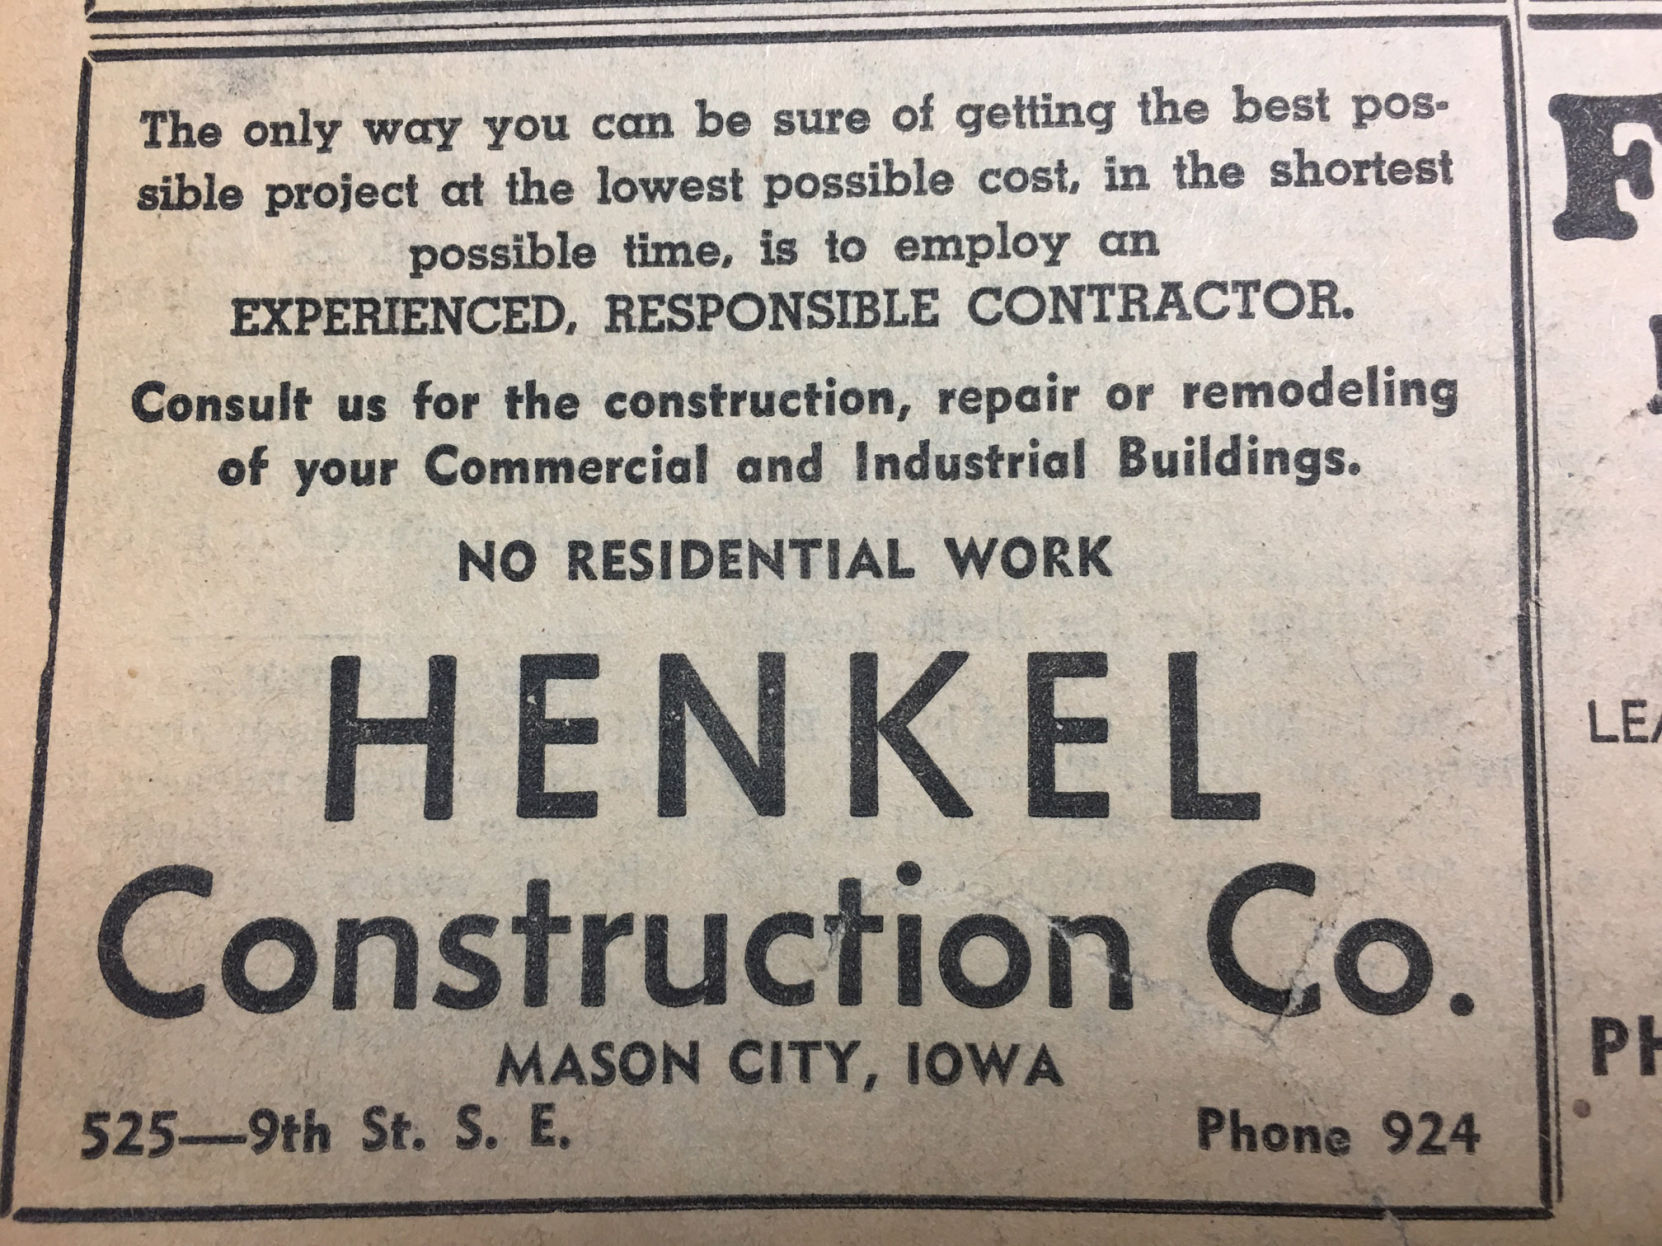 The only way you can be sure of getting the best pos-
sible project at the lowest possible cost, in the shortest
possible time, is to employ an
EXPERIENCED, RESPONSIBLE CONTRACTOR.
Consult us for the construction, repair or remodeling
of your Commercial and Industrial Buildings.
NO RESIDENTIAL WORK
HENKEL
Construction Co.
MASON CITY, IOWA
525—9th St. S. E. Phone 924